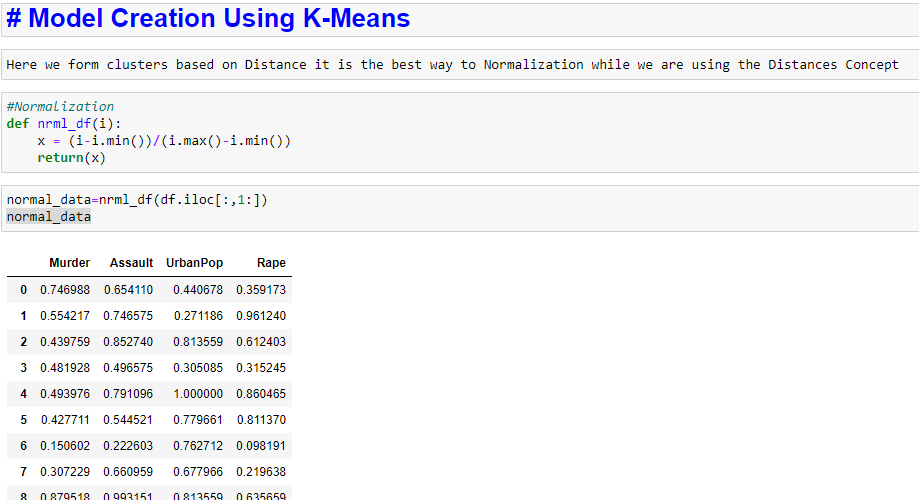 # Model Creation Using K-Means
Here we form clusters based on Distance it is the best way to Normalization while we are using the Distances Concept
#Normalization
def nrml_df(i):
    x = (i-i.min())/(i.max()-i.min())
    return(x)
normal_data=nrml_df(df.iloc[:,1:])
normal_data
Murder Assault UrbanPop Rape
0 0.746988 0.654110 0.440678 0.359173
1 0.554217 0.746575 0.271186 0.961240
2 0.439759 0.852740 0.813559 0.612403
3 0.481928 0.496575 0.305085 0.315245
4 0.493976 0.791096 1.000000 0.860465
5 0.427711 0.544521 0.779661 0.811370
6 0.150602 0.222603 0.762712 0.098191
7 0.307229 0.660959 0.677966 0.219638
8 0.879518 0.993151 0.813559 0.635659